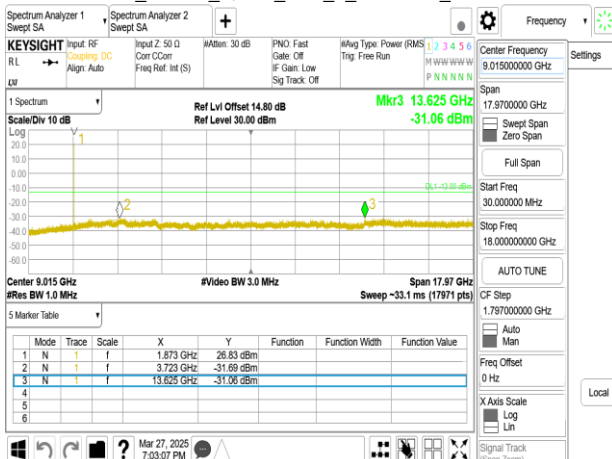 Spectrum Analyzer 1
Swept SA
Spectrum Analyzer 2
Swept SA
+
Frequency
KEYSIGHT
Input: RF
Coupling: DC
Align: Auto
Input Z: 50 Ω
Corr CCorr
Freq Ref: Int (S)
#Atten: 30 dB
PNO: Fast
Gate: Off
IF Gain: Low
Sig Track: Off
#Avg Type: Power (RMS
Trig: Free Run
1 2 3 4 5 6
M W W W W W
P N N N N N
RL
Center Frequency
9.015000000 GHz
Settings
Span
17.9700000 GHz
Swept Span
Zero Span
Full Span
Start Freq
30.000000 MHz
Stop Freq
18.000000000 GHz
AUTO TUNE
CF Step
1.797000000 GHz
Auto
Man
Freq Offset
0 Hz
X Axis Scale
Log
Lin
Signal Track
Local
1 Spectrum
Scale/Div 10 dB
Log
Ref Lvl Offset 14.80 dB
Ref Level 30.00 dBm
Mkr3 13.625 GHz
-31.06 dBm
20.0
10.0
0.00
-10.0
-20.0
-30.0
-40.0
-50.0
-60.0
1
2
3
DL1 -13.00 dBm
Center 9.015 GHz
#Res BW 1.0 MHz
#Video BW 3.0 MHz
Span 17.97 GHz
Sweep ~33.1 ms (17971 pts)
5 Marker Table
Mode Trace Scale X Y Function Function Width Function Value
1 N 1 f 1.873 GHz 26.83 dBm
2 N 1 f 3.723 GHz -31.69 dBm
3 N 1 f 13.625 GHz -31.06 dBm
4
5
6
?
Mar 27, 2025
7:03:07 PM